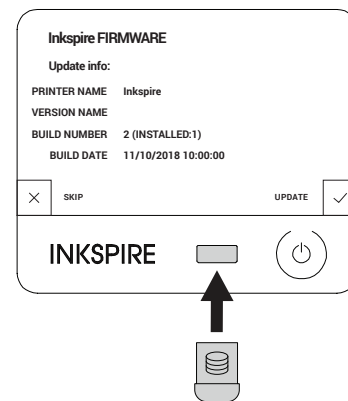 Inkspire FIRMWARE
Update info:
PRINTER NAME Inkspire
VERSION NAME
BUILD NUMBER 2 (INSTALLED:1)
BUILD DATE 11/10/2018 10:00:00
SKIP UPDATE
INKSPIRE